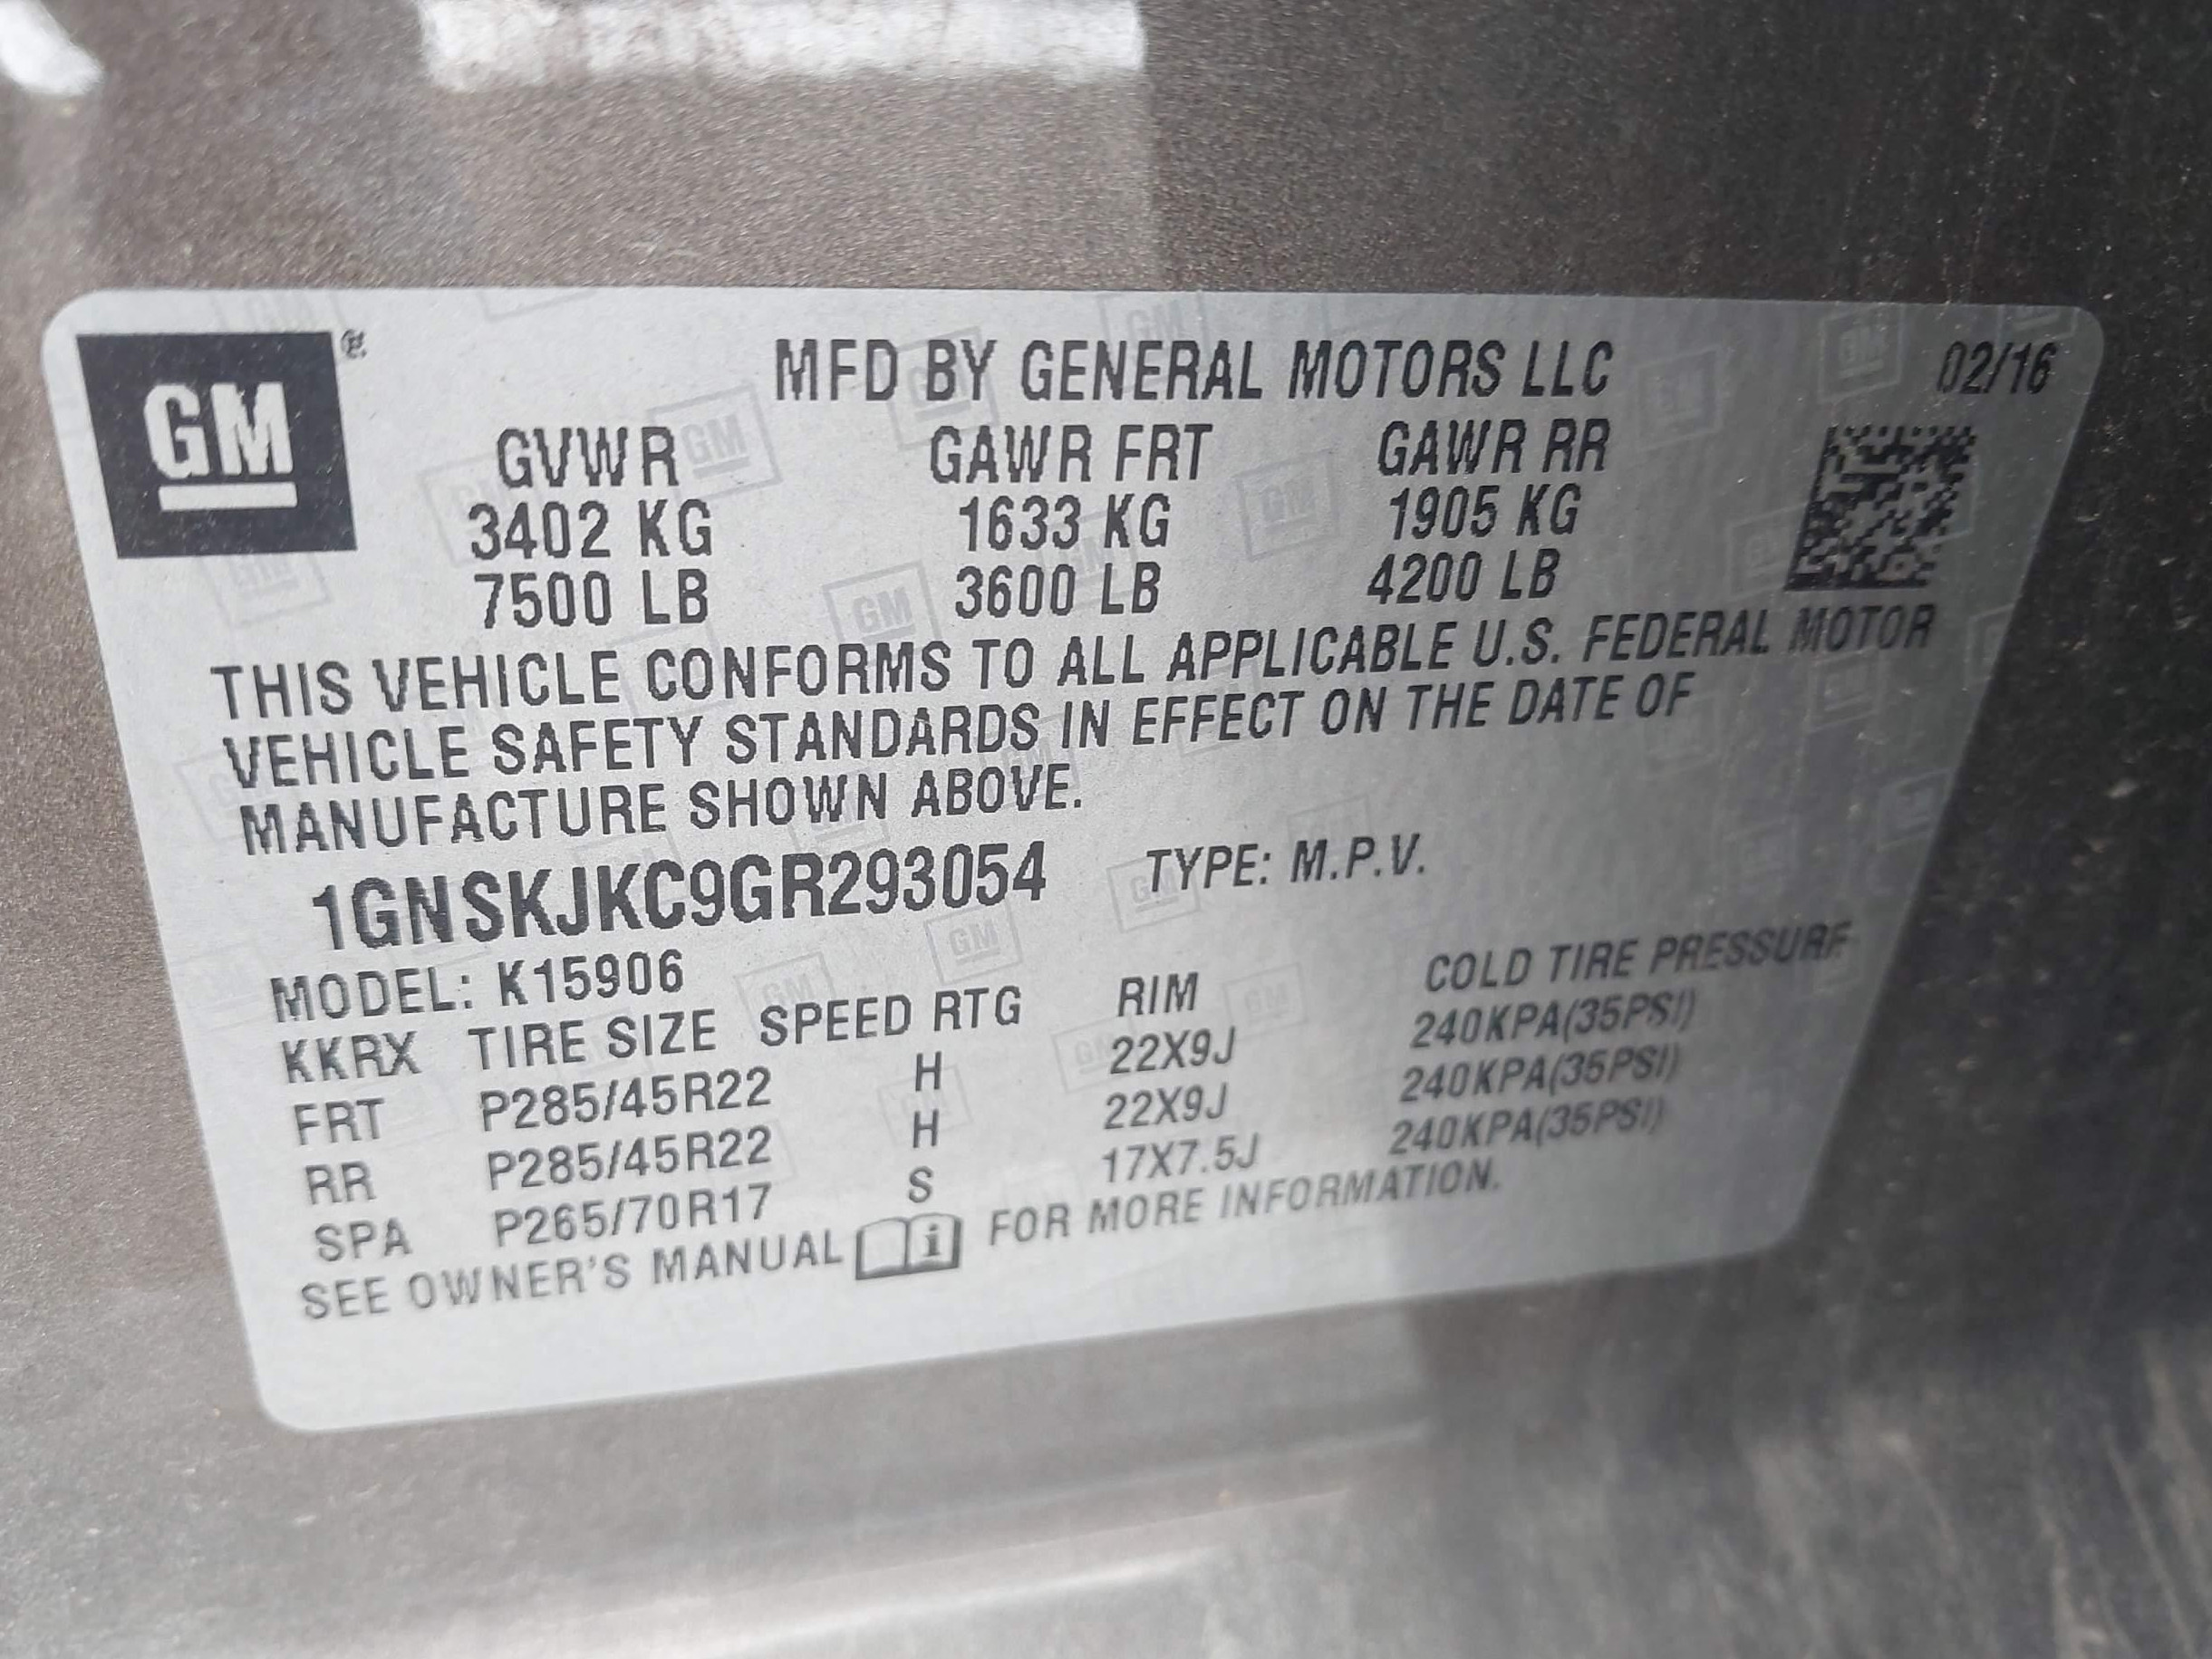 GM
MFD BY GENERAL MOTORS LLC 02/16
GVWR GAWR FRT GAWR RR
3402 KG 1633 KG 1905 KG
7500 LB 3600 LB 4200 LB
THIS VEHICLE CONFORMS TO ALL APPLICABLE U.S. FEDERAL MOTOR
VEHICLE SAFETY STANDARDS IN EFFECT ON THE DATE OF
MANUFACTURE SHOWN ABOVE.
1GNSKJKC9GR293054 TYPE: M.P.V.
MODEL: K15906
KKRX TIRE SIZE SPEED RTG RIM COLD TIRE PRESSURE
FRT P285/45R22 H 22X9J 240KPA(35PSI)
RR P285/45R22 H 22X9J 240KPA(35PSI)
SPA P265/70R17 S 17X7.5J 240KPA(35PSI)
SEE OWNER'S MANUAL i FOR MORE INFORMATION.